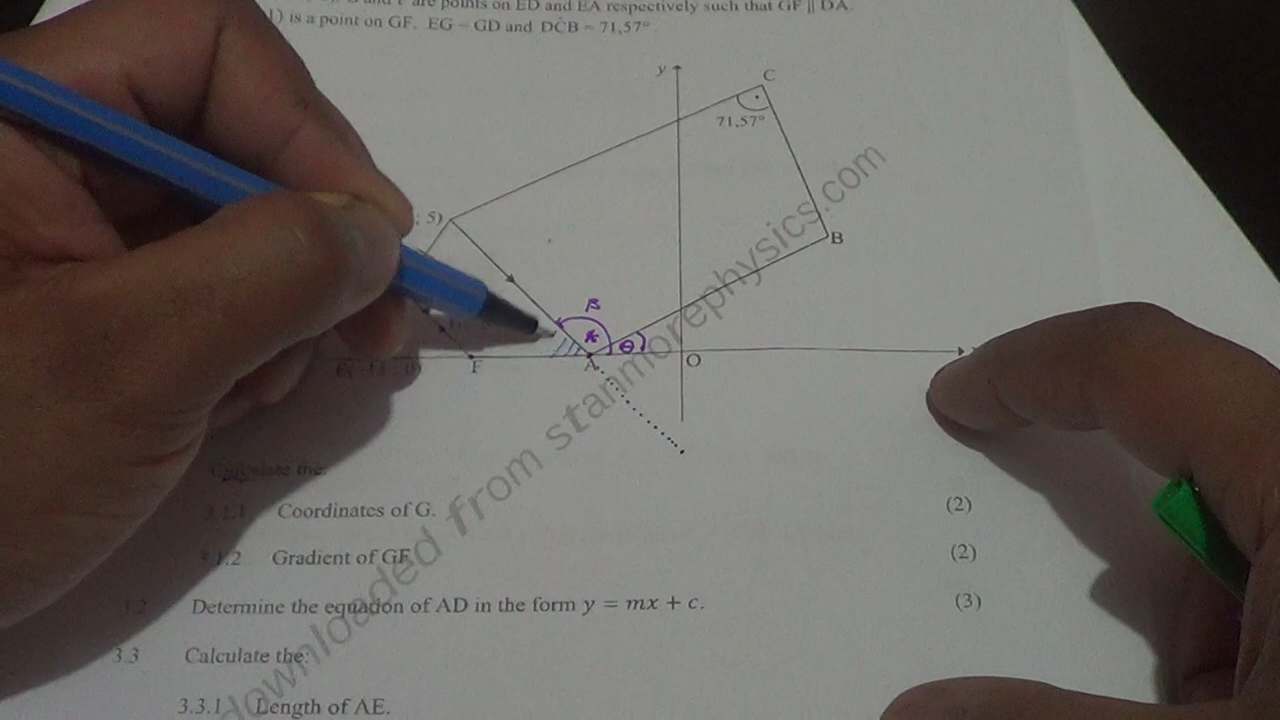 are points on ED and EA respectively such that GF || DA.
is a point on GF. EG = GD and DĈB = 71,57°.
y
C
71,57°
; 5)
B
β
θ
F
A
O
Calculate the:
Coordinates of G. (2)
Gradient of GF (2)
Determine the equation of AD in the form y = mx + c. (3)
3.3 Calculate the:
3.3.1 Length of AE.
downloaded from stanmorephysics.com